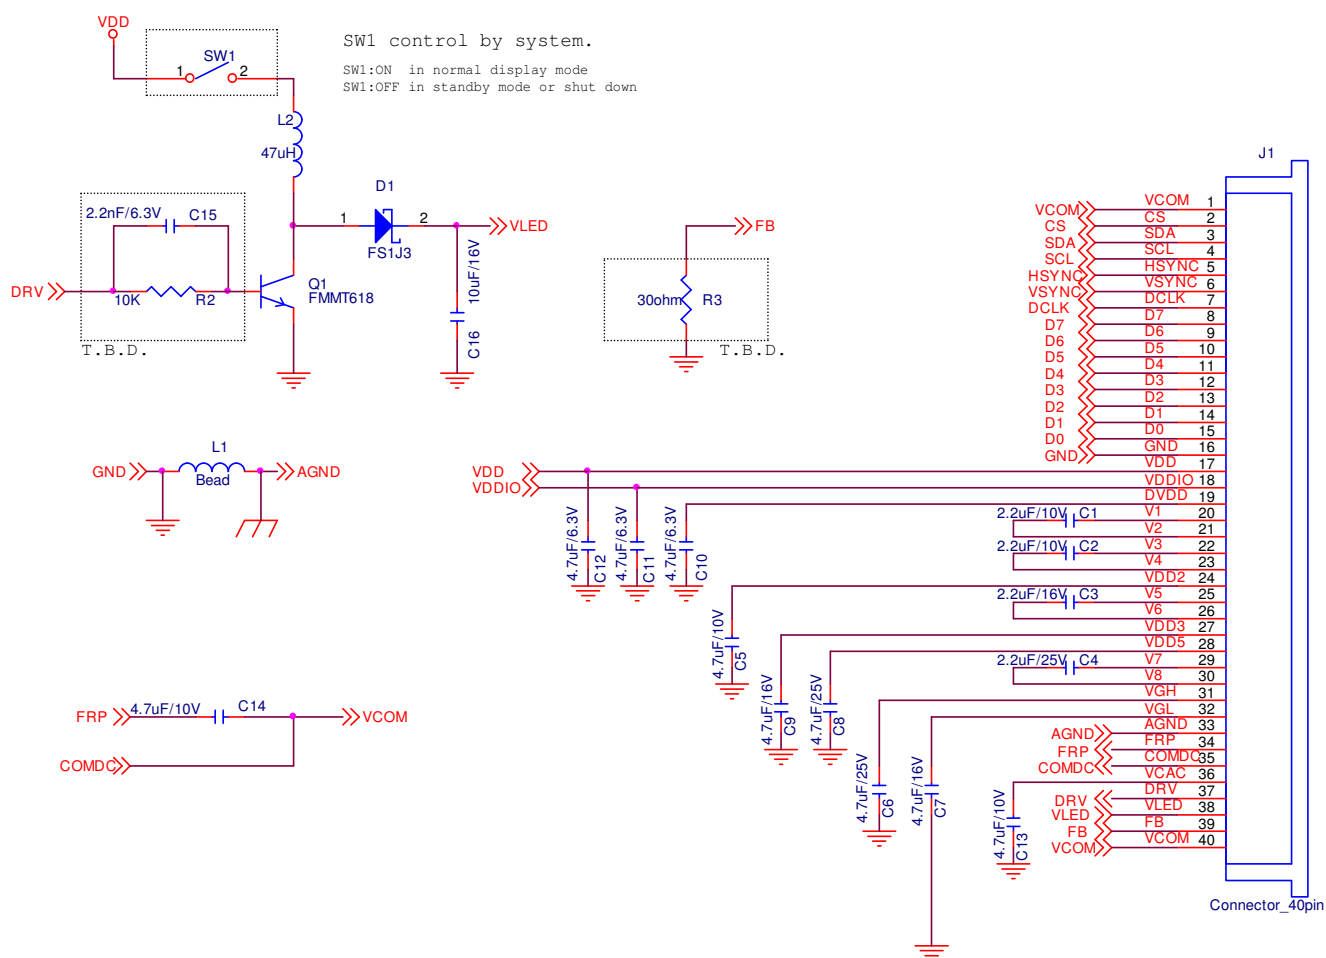 VDD
SW1
1 2
SW1 control by system.
SW1:ON in normal display mode
SW1:OFF in standby mode or shut down
L2
47uH
D1
1 2
VLED
FS1J3
2.2nF/6.3V C15
DRV
10K R2
Q1
FMMT618
T.B.D.
10uF/16V
C16
FB
30ohm R3
T.B.D.
L1
GND
Bead
AGND
FRP
4.7uF/10V C14
VCOM
COMDC
VDD
VDDIO
4.7uF/6.3V
C12
4.7uF/6.3V
C11
4.7uF/6.3V
C10
4.7uF/10V
C5
4.7uF/16V
C9
4.7uF/25V
C8
4.7uF/25V
C6
4.7uF/16V
C7
4.7uF/10V
C13
2.2uF/10V C1
2.2uF/10V C2
2.2uF/16V C3
2.2uF/25V C4
J1
VCOM VCOM 1
CS CS 2
SDA SDA 3
SCL SCL 4
HSYNC HSYNC 5
VSYNC VSYNC 6
DCLK DCLK 7
D7 D7 8
D6 D6 9
D5 D5 10
D4 D4 11
D3 D3 12
D2 D2 13
D1 D1 14
D0 D0 15
GND GND 16
VDD 17
VDDIO 18
DVDD 19
V1 20
V2 21
V3 22
V4 23
VDD2 24
V5 25
V6 26
VDD3 27
VDD5 28
V7 29
V8 30
VGH 31
VGL 32
AGND AGND 33
FRP FRP 34
COMDC COMDC 35
VCAC 36
DRV DRV 37
VLED VLED 38
FB FB 39
VCOM VCOM 40
Connector_40pin